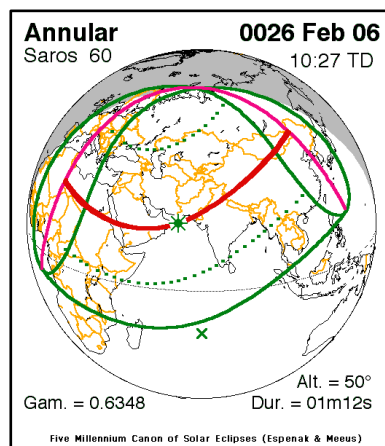 Annular 0026 Feb 06
Saros 60 10:27 TD
Alt. = 50°
Gam. = 0.6348 Dur. = 01m12s
Five Millennium Canon of Solar Eclipses (Espenak & Meeus)